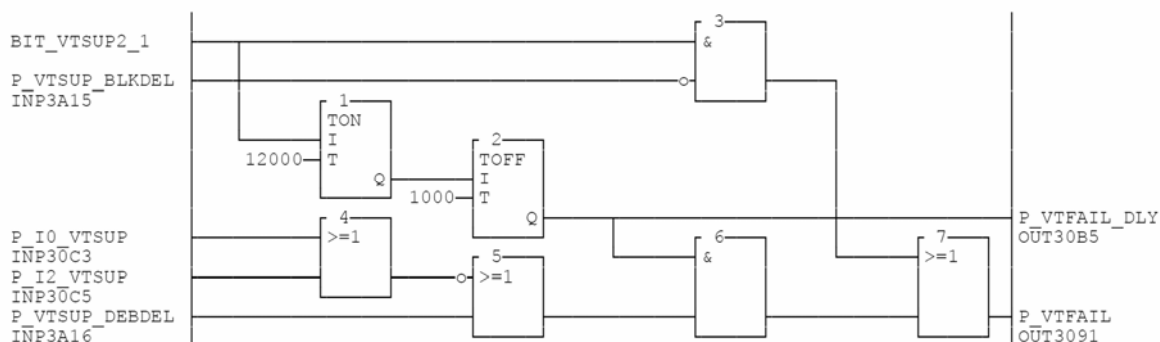 3
BIT_VTSUP2_1
&
P_VTSUP_BLKDEL
INP3A15
1
TON
I
12000 T
Q
2
TOFF
I
1000 T
Q
P_VTFAIL_DLY
OUT30B5
4
P_I0_VTSUP
>=1
INP30C3
6
&
7
>=1
5
P_I2_VTSUP
>=1
INP30C5
P_VTSUP_DEBDEL
INP3A16
P_VTFAIL
OUT3091